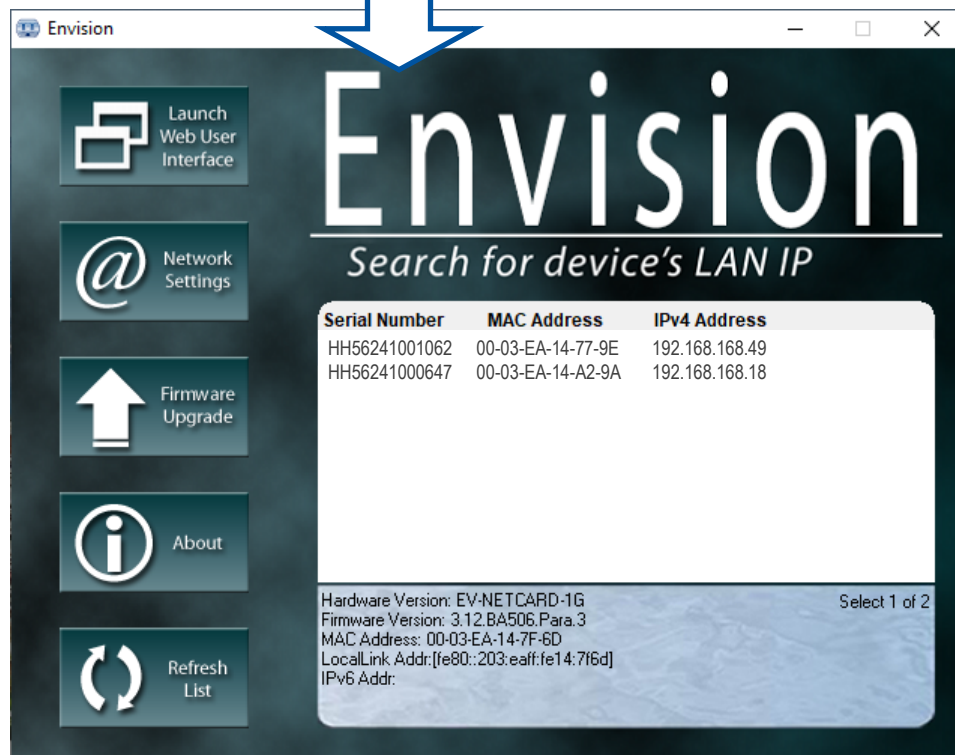 Envision
Launch
Web User
Interface
Network
Settings
Firmware
Upgrade
About
Refresh
List
Envision
Search for device's LAN IP
Serial Number MAC Address IPv4 Address
HH56241001062 00-03-EA-14-77-9E 192.168.168.49
HH56241000647 00-03-EA-14-A2-9A 192.168.168.18
Hardware Version: EV-NETCARD-1G Select 1 of 2
Firmware Version: 3.12.BA506.Para.3
MAC Address: 00-03-EA-14-7F-6D
LocalLink Addr:[fe80::203:eaff:fe14:7f6d]
IPv6 Addr: